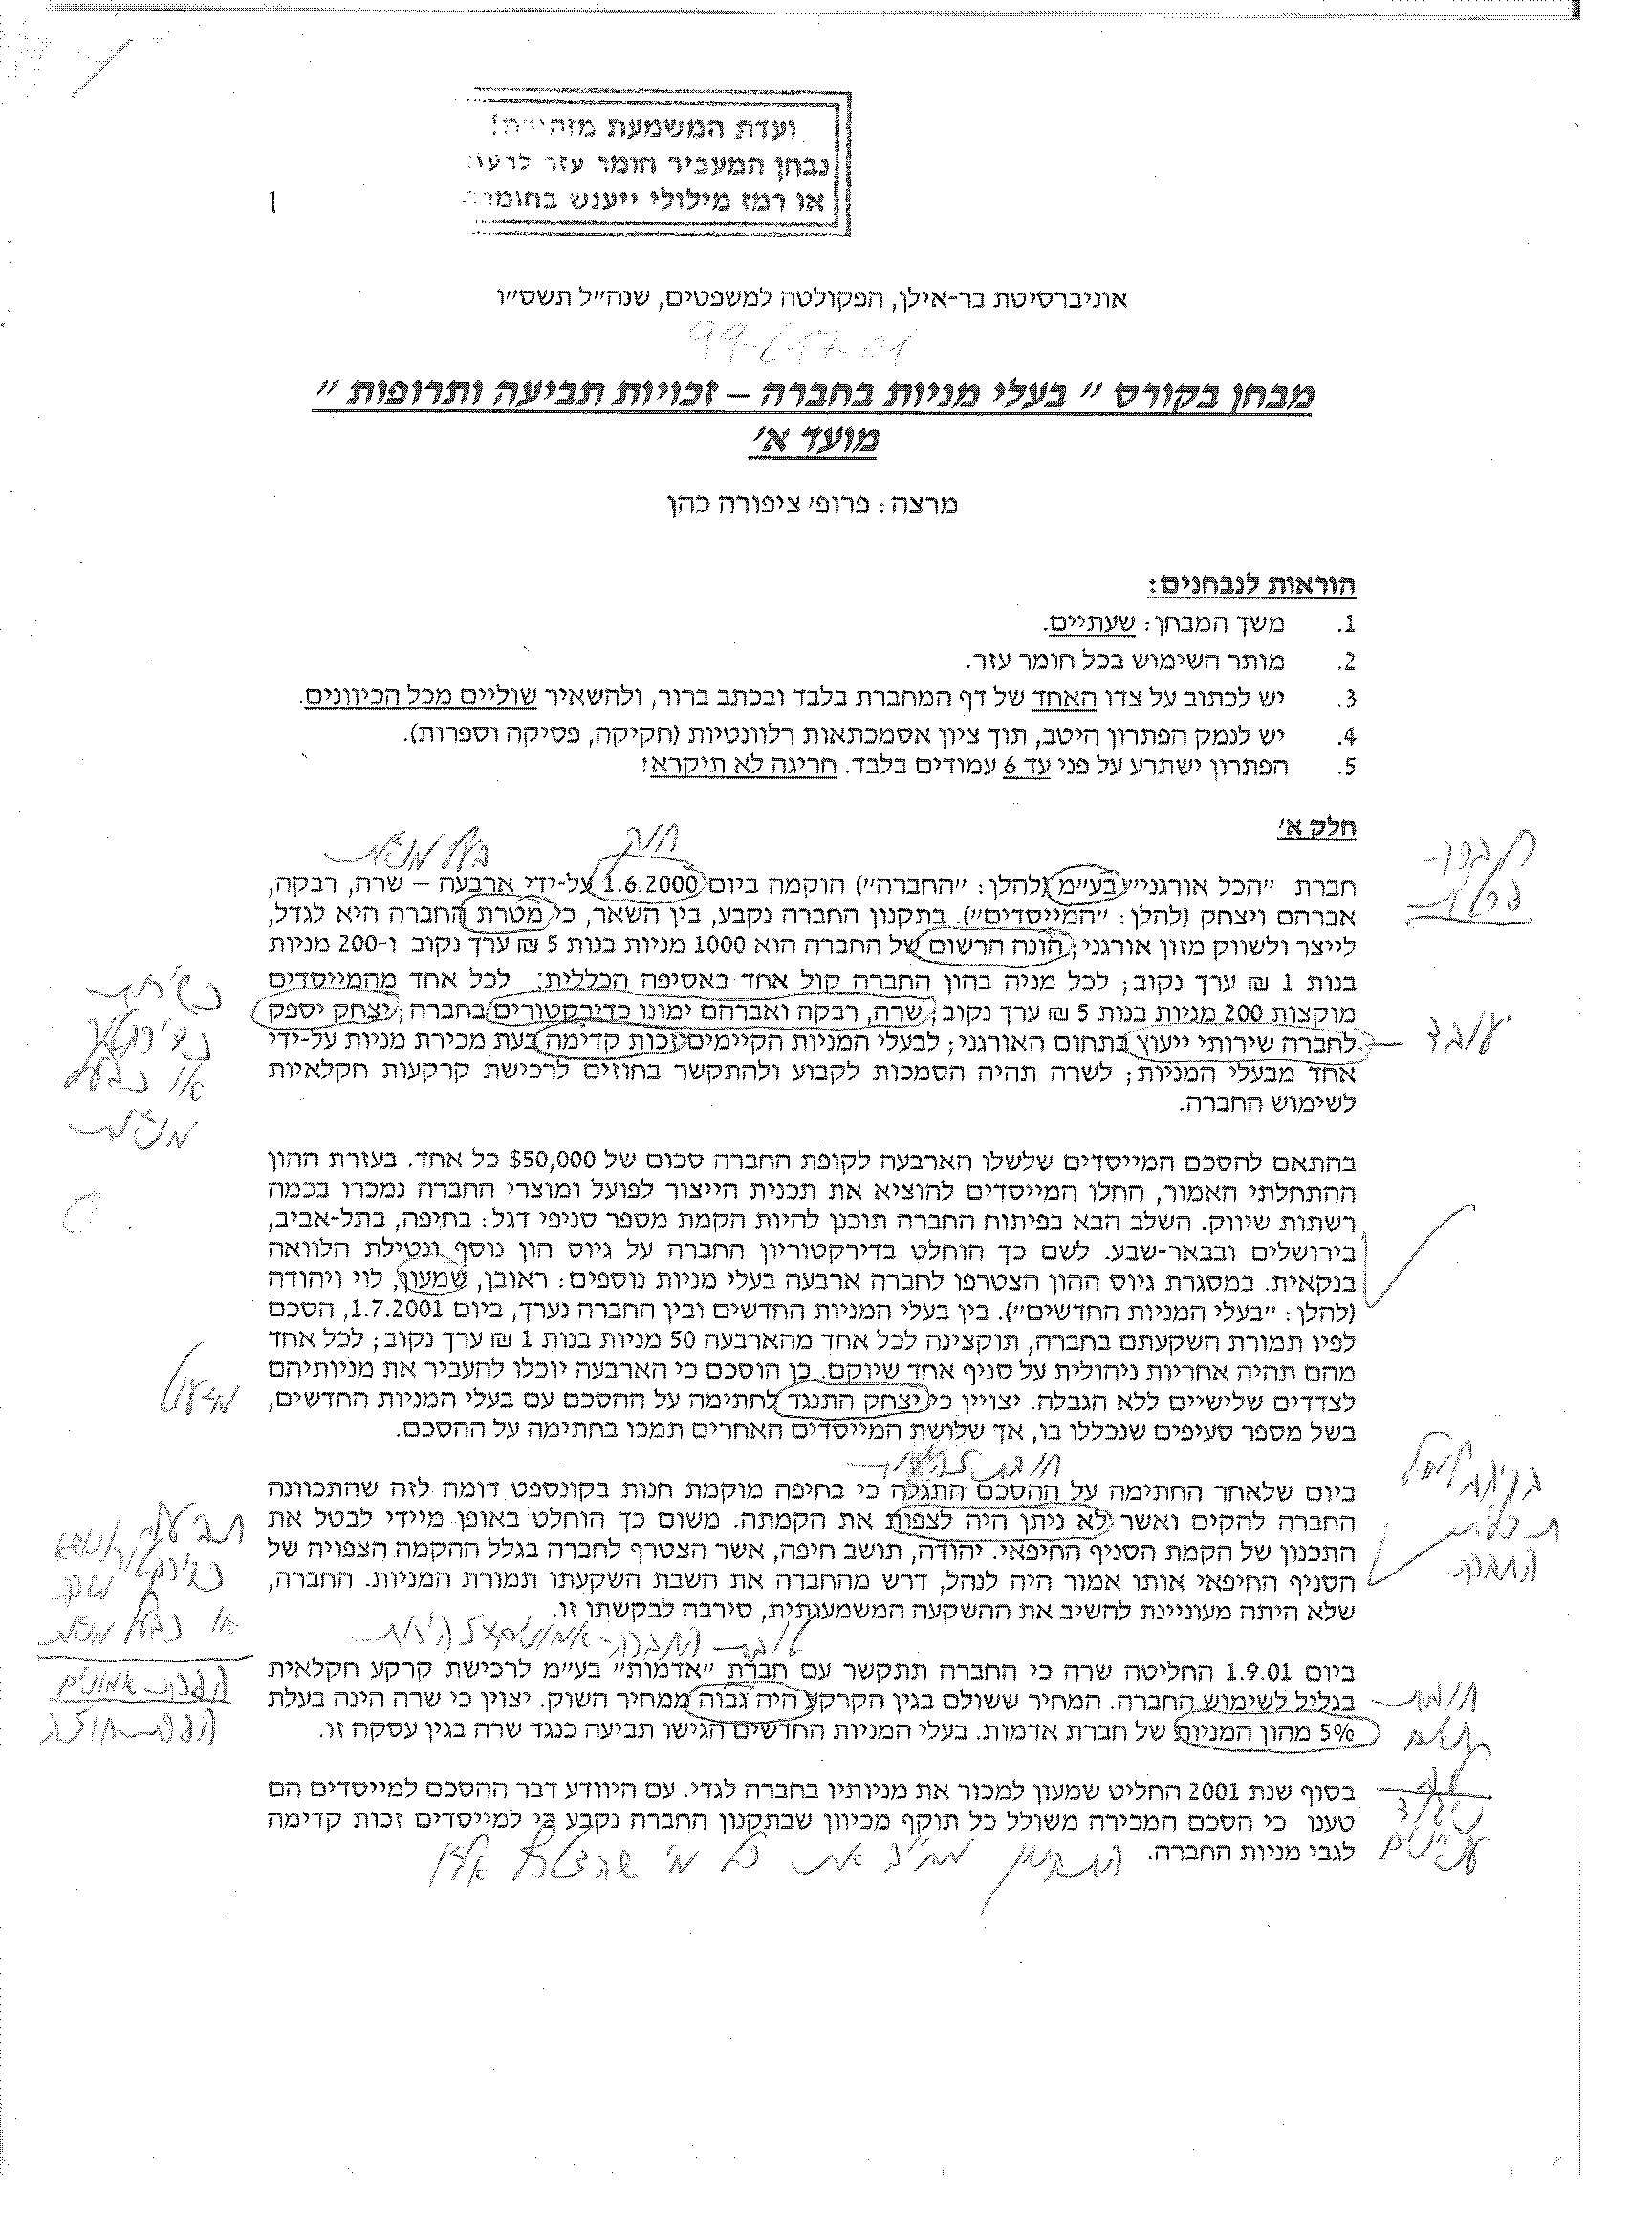 ועדת המשמעת
נבחן המעביר חומר עזר לרעהו
או רמז מילולי ייענש בחומרה
1
אוניברסיטת בר-אילן, הפקולטה למשפטים, שנה"ל תשס"ו
מבחן בקורס " בעלי מניות בחברה – זכויות תביעה ותרופות "
מועד א'
מרצה: פרופ' ציפורה כהן
הוראות לנבחנים:
1. משך המבחן: שעתיים.
2. מותר השימוש בכל חומר עזר.
3. יש לכתוב על צדו האחד של דף המחברת בלבד ובכתב ברור, ולהשאיר שוליים מכל הכיוונים.
4. יש לנמק הפתרון היטב, תוך ציון אסמכתאות רלוונטיות (חקיקה, פסיקה וספרות).
5. הפתרון ישתרע על פני עד 6 עמודים בלבד. חריגה לא תיקרא!
חלק א'
חברת "הכל אורגני" בע"מ (להלן: "החברה") הוקמה ביום 1.6.2000 על-ידי ארבעה – שרה, רבקה,
אברהם ויצחק (להלן: "המייסדים"). בתקנון החברה נקבע, בין השאר, כי מטרת החברה היא לגדל,
לייצר ולשווק מזון אורגני; הונה הרשום של החברה הוא 1000 מניות בנות 5 ₪ ערך נקוב ו-200 מניות
בנות 1 ₪ ערך נקוב; לכל מניה בהון החברה קול אחד באסיפה הכללית; לכל אחד מהמייסדים
מוקצות 200 מניות בנות 5 ₪ ערך נקוב; שרה, רבקה ואברהם ימונו כדירקטורים בחברה; יצחק יספק
לחברה שירותי ייעוץ בתחום האורגני; לבעלי המניות הקיימים זכות קדימה בעת מכירת מניות על-ידי
אחד מבעלי המניות; לשרה תהיה הסמכות לקבוע ולהתקשר בחוזים לרכישת קרקעות חקלאיות
לשימוש החברה.
בהתאם להסכם המייסדים שלשלו הארבעה לקופת החברה סכום של $50,000 כל אחד. בעזרת ההון
ההתחלתי האמור, החלו המייסדים להוציא את תכנית הייצור לפועל ומוצרי החברה נמכרו בכמה
רשתות שיווק. השלב הבא בפיתוח החברה תוכנן להיות הקמת מספר סניפי דגל: בחיפה, בתל-אביב,
בירושלים ובבאר-שבע. לשם כך הוחלט בדירקטוריון החברה על גיוס הון נוסף ונטילת הלוואה
בנקאית. במסגרת גיוס ההון הצטרפו לחברה ארבעה בעלי מניות נוספים: ראובן, שמעון, לוי ויהודה
(להלן: "בעלי המניות החדשים"). בין בעלי המניות החדשים ובין החברה נערך, ביום 1.7.2001, הסכם
לפיו תמורת השקעתם בחברה, תוקצינה לכל אחד מהארבעה 50 מניות בנות 1 ₪ ערך נקוב; לכל אחד
מהם תהיה אחריות ניהולית על סניף אחד שיוקם. כן הוסכם כי הארבעה יוכלו להעביר את מניותיהם
לצדדים שלישיים ללא הגבלה. יצויין כי יצחק התנגד לחתימה על ההסכם עם בעלי המניות החדשים,
בשל מספר סעיפים שנכללו בו, אך שלושת המייסדים האחרים תמכו בחתימה על ההסכם.
ביום שלאחר החתימה על ההסכם התגלה כי בחיפה מוקמת חנות בקונספט דומה לזה שהתכוונה
החברה להקים ואשר לא ניתן היה לצפות את הקמתה. משום כך הוחלט באופן מיידי לבטל את
התכנון של הקמת הסניף החיפאי. יהודה, תושב חיפה, אשר הצטרף לחברה בגלל ההקמה הצפויה של
הסניף החיפאי אותו אמור היה לנהל, דרש מהחברה את השבת השקעתו תמורת המניות. החברה,
שלא היתה מעוניינת להשיב את ההשקעה המשמעותית, סירבה לבקשתו זו.
ביום 1.9.01 החליטה שרה כי החברה תתקשר עם חברת "אדמות" בע"מ לרכישת קרקע חקלאית
בגליל לשימוש החברה. המחיר ששולם בגין הקרקע היה גבוה ממחיר השוק. יצוין כי שרה הינה בעלת
5% מהון המניות של חברת אדמות. בעלי המניות החדשים הגישו תביעה כנגד שרה בגין עסקה זו.
בסוף שנת 2001 החליט שמעון למכור את מניותיו בחברה לגדי. עם היוודע דבר ההסכם למייסדים הם
טענו כי הסכם המכירה משולל כל תוקף מכיוון שבתקנון החברה נקבע כי למייסדים זכות קדימה
לגבי מניות החברה.
התקנון מחייב את כל מי שהצטרף אליו